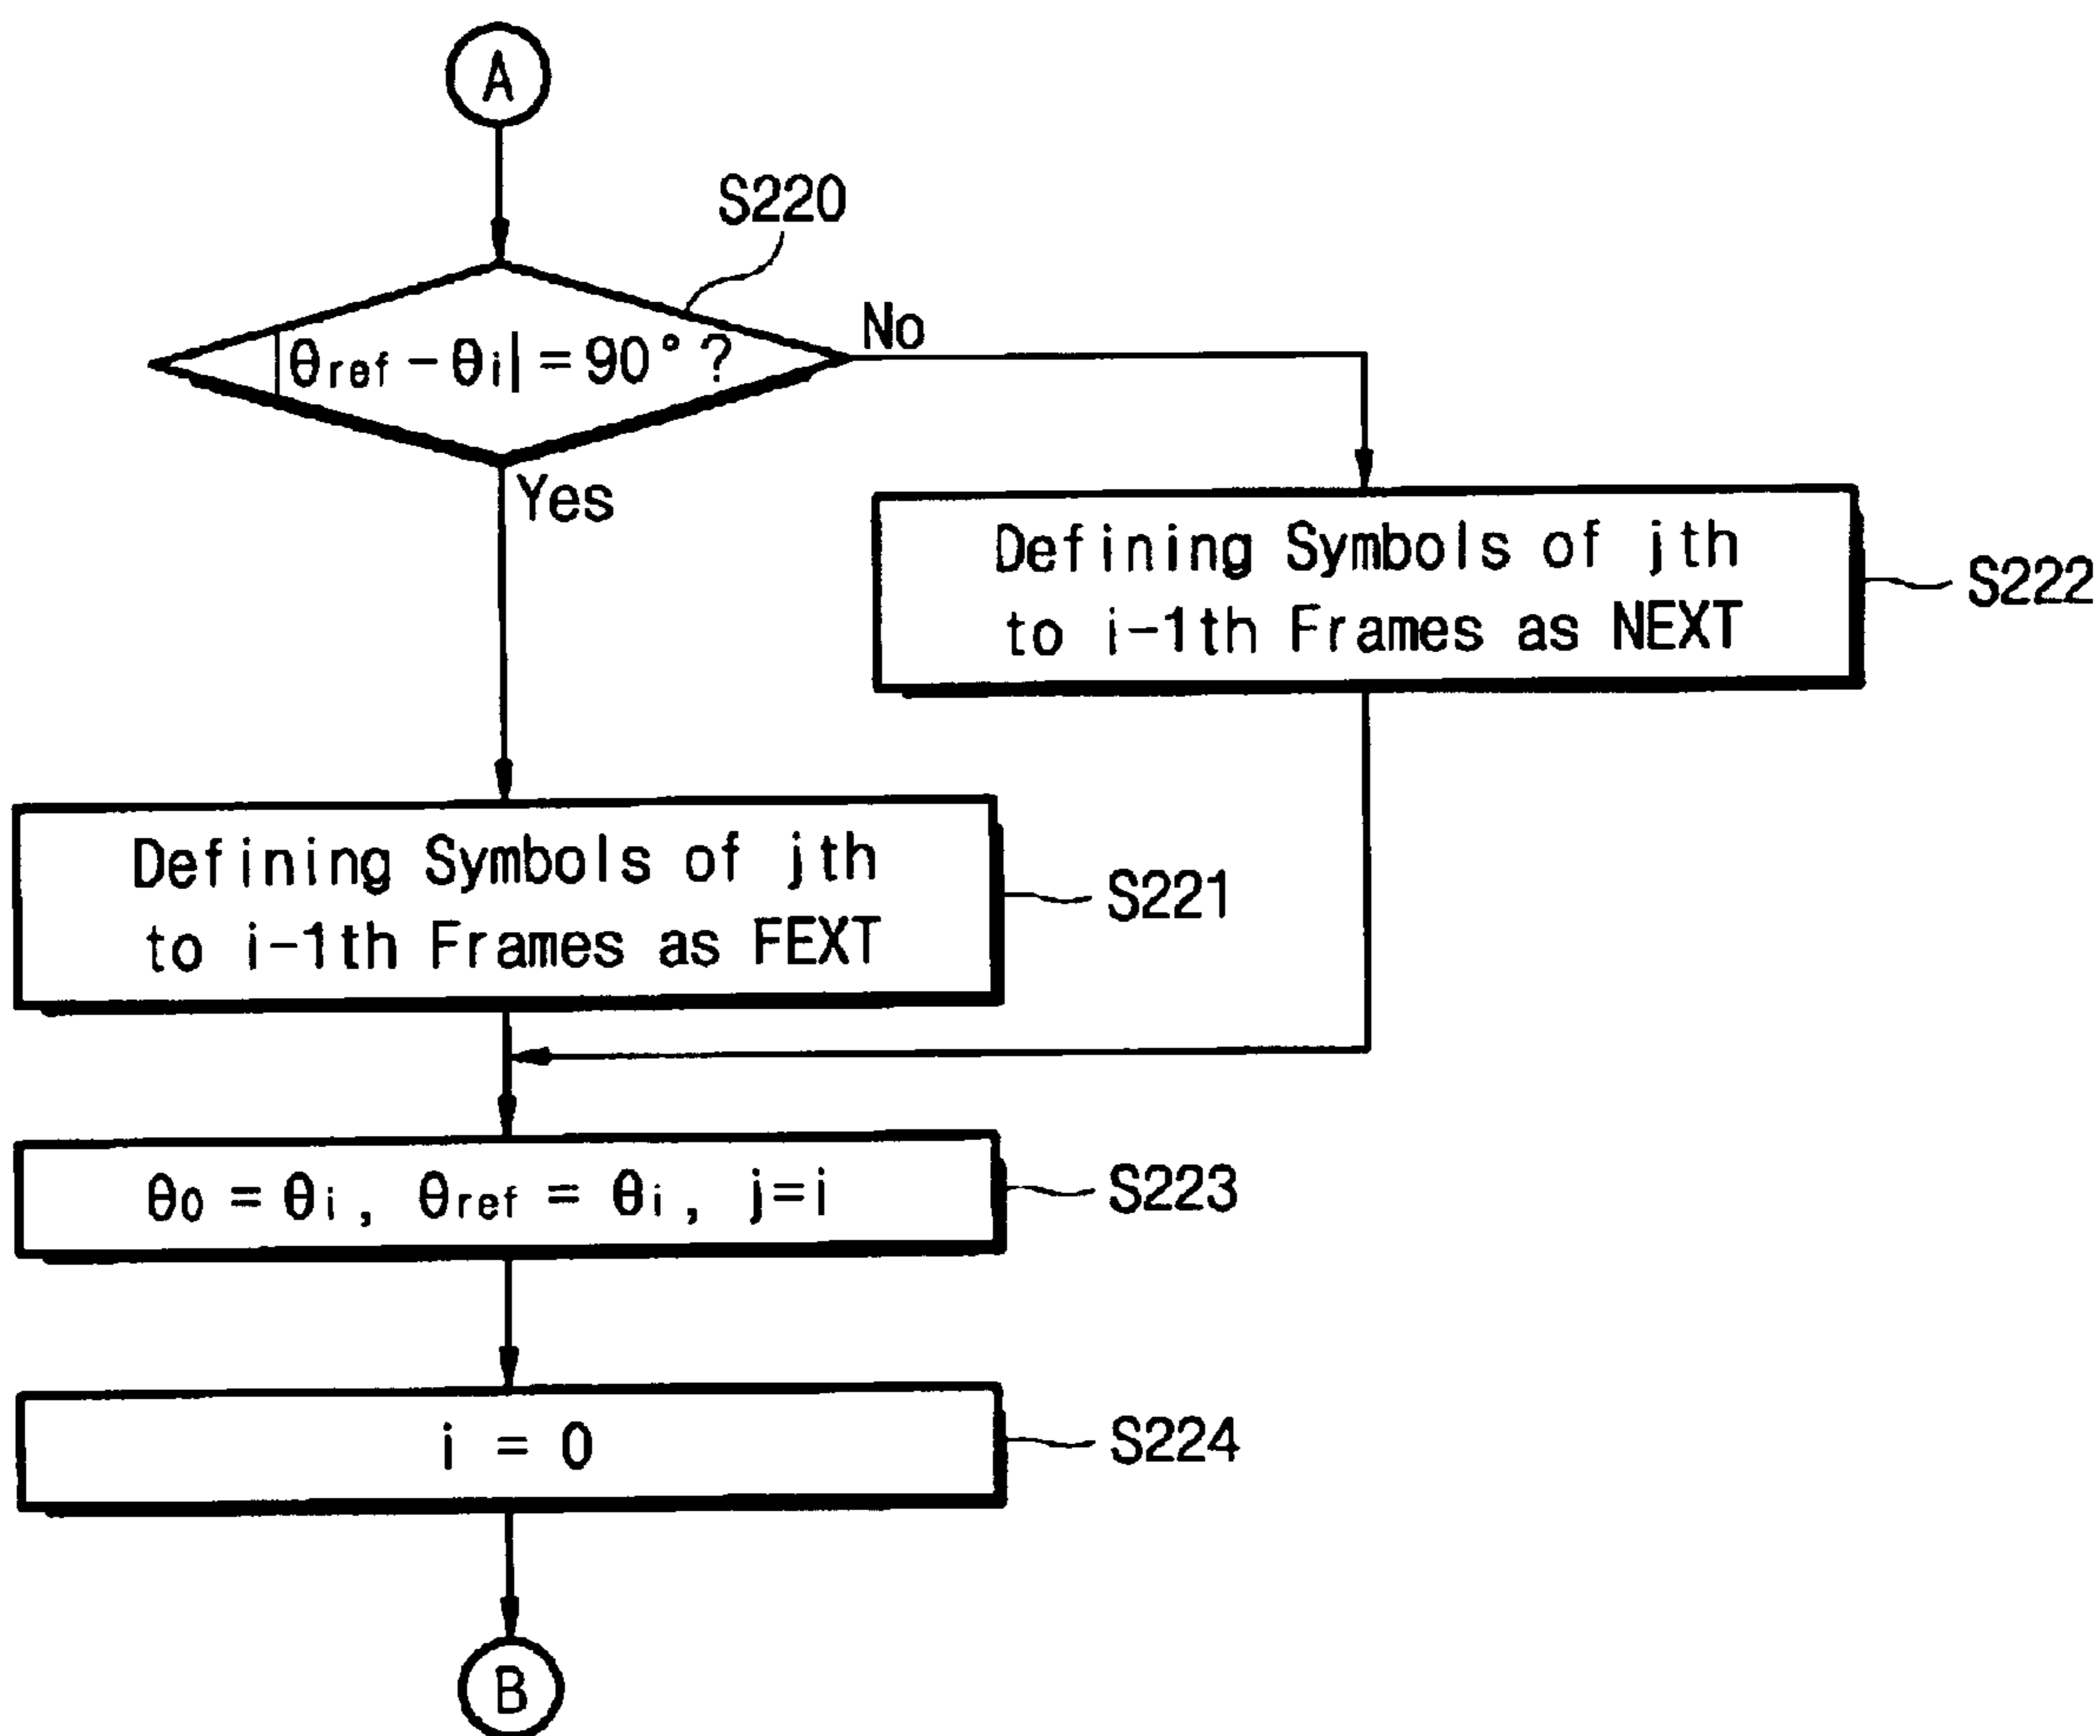 A
S220
|θref - θi| = 90° ?
No
Yes
Defining Symbols of jth
to i-1th Frames as NEXT
S222
Defining Symbols of jth
to i-1th Frames as FEXT
S221
θ0 = θi, θref = θi, j=i
S223
i = 0
S224
B